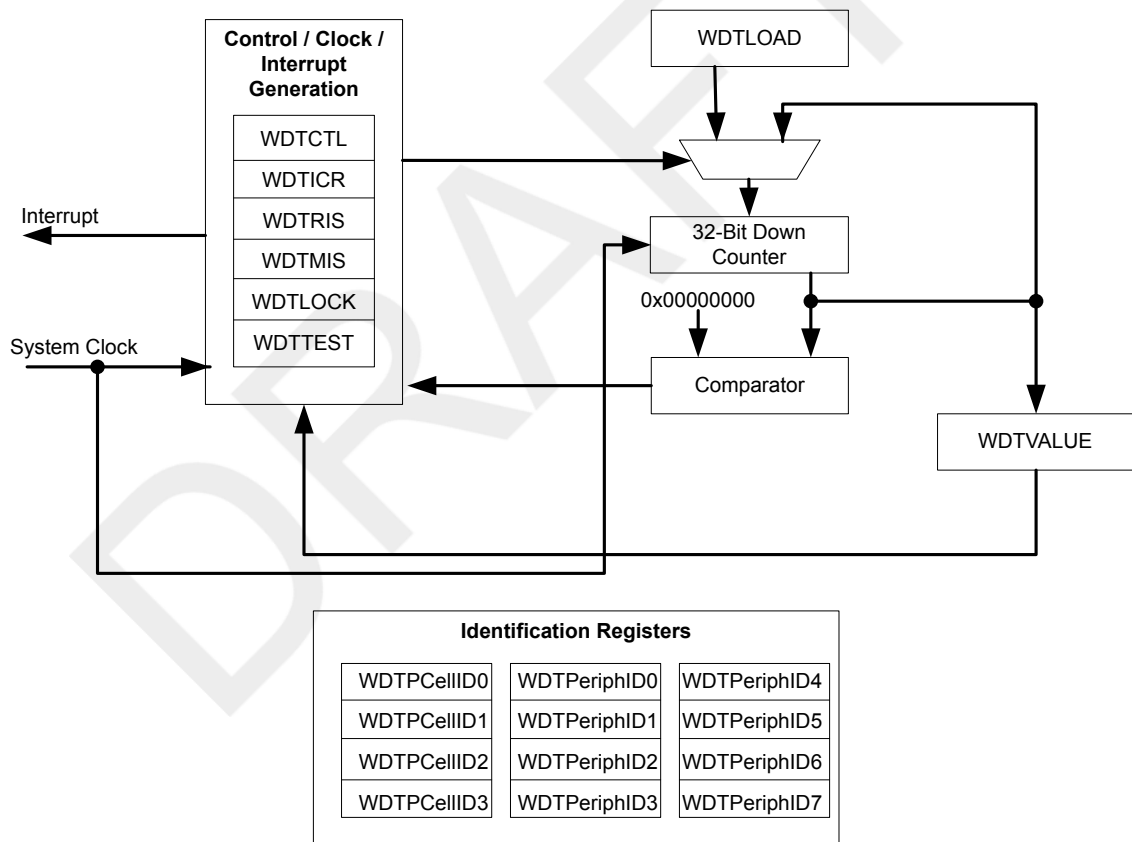 Control / Clock /
Interrupt
Generation
WDTCTL
WDTICR
WDTRIS
WDTMIS
WDTLOCK
WDTTEST
Interrupt
System Clock
WDTLOAD
32-Bit Down
Counter
0x00000000
Comparator
WDTVALUE
Identification Registers
WDTPCellID0 WDTPeriphID0 WDTPeriphID4
WDTPCellID1 WDTPeriphID1 WDTPeriphID5
WDTPCellID2 WDTPeriphID2 WDTPeriphID6
WDTPCellID3 WDTPeriphID3 WDTPeriphID7
DRAFT